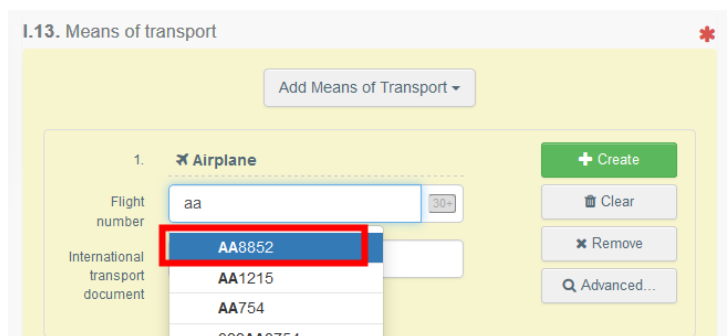 I.13. Means of transport
Add Means of Transport
1.
Airplane
Create
Flight
number
aa
30+
Clear
AA8852
Remove
International
transport
document
AA1215
Advanced...
AA754